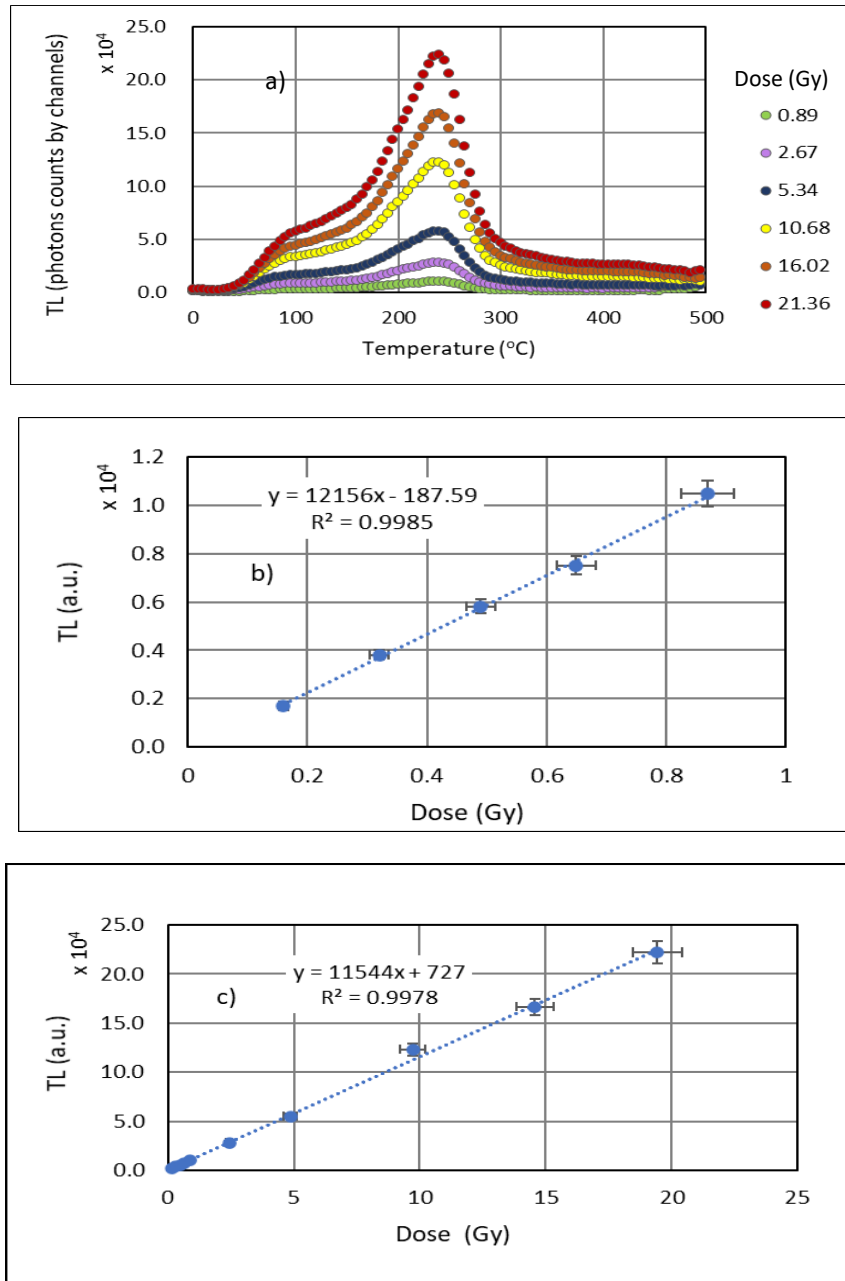 TL (photons counts by channels)
x 10⁴
25.0
20.0
15.0
10.0
5.0
0.0
a)
0 100 200 300 400 500
Temperature (°C)
Dose (Gy)
0.89
2.67
5.34
10.68
16.02
21.36
TL (a.u.)
x 10⁴
1.2
1.0
0.8
0.6
0.4
0.2
0.0
y = 12156x - 187.59
R² = 0.9985
b)
0 0.2 0.4 0.6 0.8 1
Dose (Gy)
TL (a.u.)
x 10⁴
25.0
20.0
15.0
10.0
5.0
0.0
y = 11544x + 727
R² = 0.9978
c)
0 5 10 15 20 25
Dose (Gy)